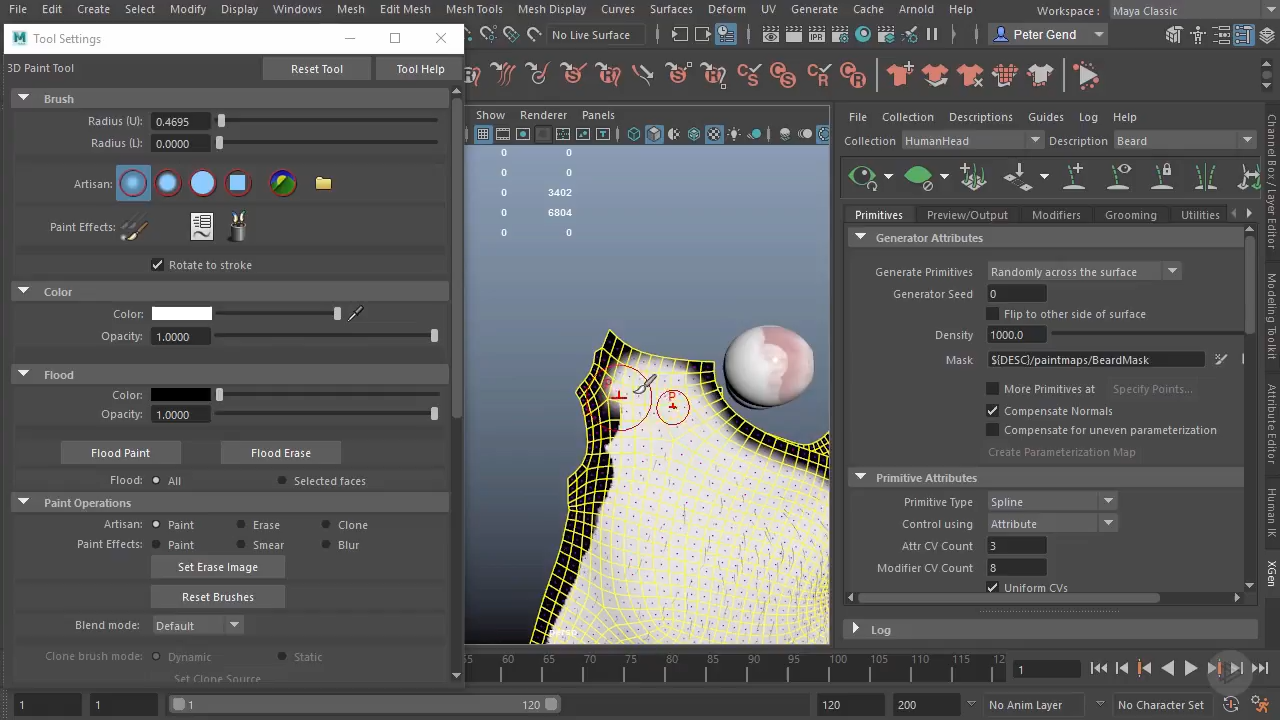 File Edit Create Select Modify Display Windows Mesh Edit Mesh Mesh Tools Mesh Display Curves Surfaces Deform UV Generate Cache Arnold Help Workspace : Maya Classic
Tool Settings
No Live Surface
Peter Gend
3D Paint Tool Reset Tool Tool Help
Brush
Radius (U): 0.4695
Radius (L): 0.0000
Artisan:
Paint Effects:
Rotate to stroke
Color
Color:
Opacity: 1.0000
Flood
Color:
Opacity: 1.0000
Flood Paint Flood Erase
Flood: All Selected faces
Paint Operations
Artisan: Paint Erase Clone
Paint Effects: Paint Smear Blur
Set Erase Image
Reset Brushes
Blend mode: Default
Clone brush mode: Dynamic Static
Set Clone Source
Show Renderer Panels
0 0
0 0
0 3402
0 6804
0 0
P
persp
File Collection Descriptions Guides Log Help
Collection HumanHead Description Beard
Primitives Preview/Output Modifiers Grooming Utilities
Generator Attributes
Generate Primitives Randomly across the surface
Generator Seed 0
Flip to other side of surface
Density 1000.0
Mask ${DESC}/paintmaps/BeardMask
More Primitives at Specify Points...
Compensate Normals
Compensate for uneven parameterization
Create Parameterization Map
Primitive Attributes
Primitive Type Spline
Control using Attribute
Attr CV Count 3
Modifier CV Count 8
Uniform CVs
Log
Channel Box / Layer Editor
Modeling Toolkit
Attribute Editor
Human IK
XGen
55 60 65 70 75 80 85 90 95 100 105 110 115 12
1
1 1 1 120 120 200 No Anim Layer No Character Set